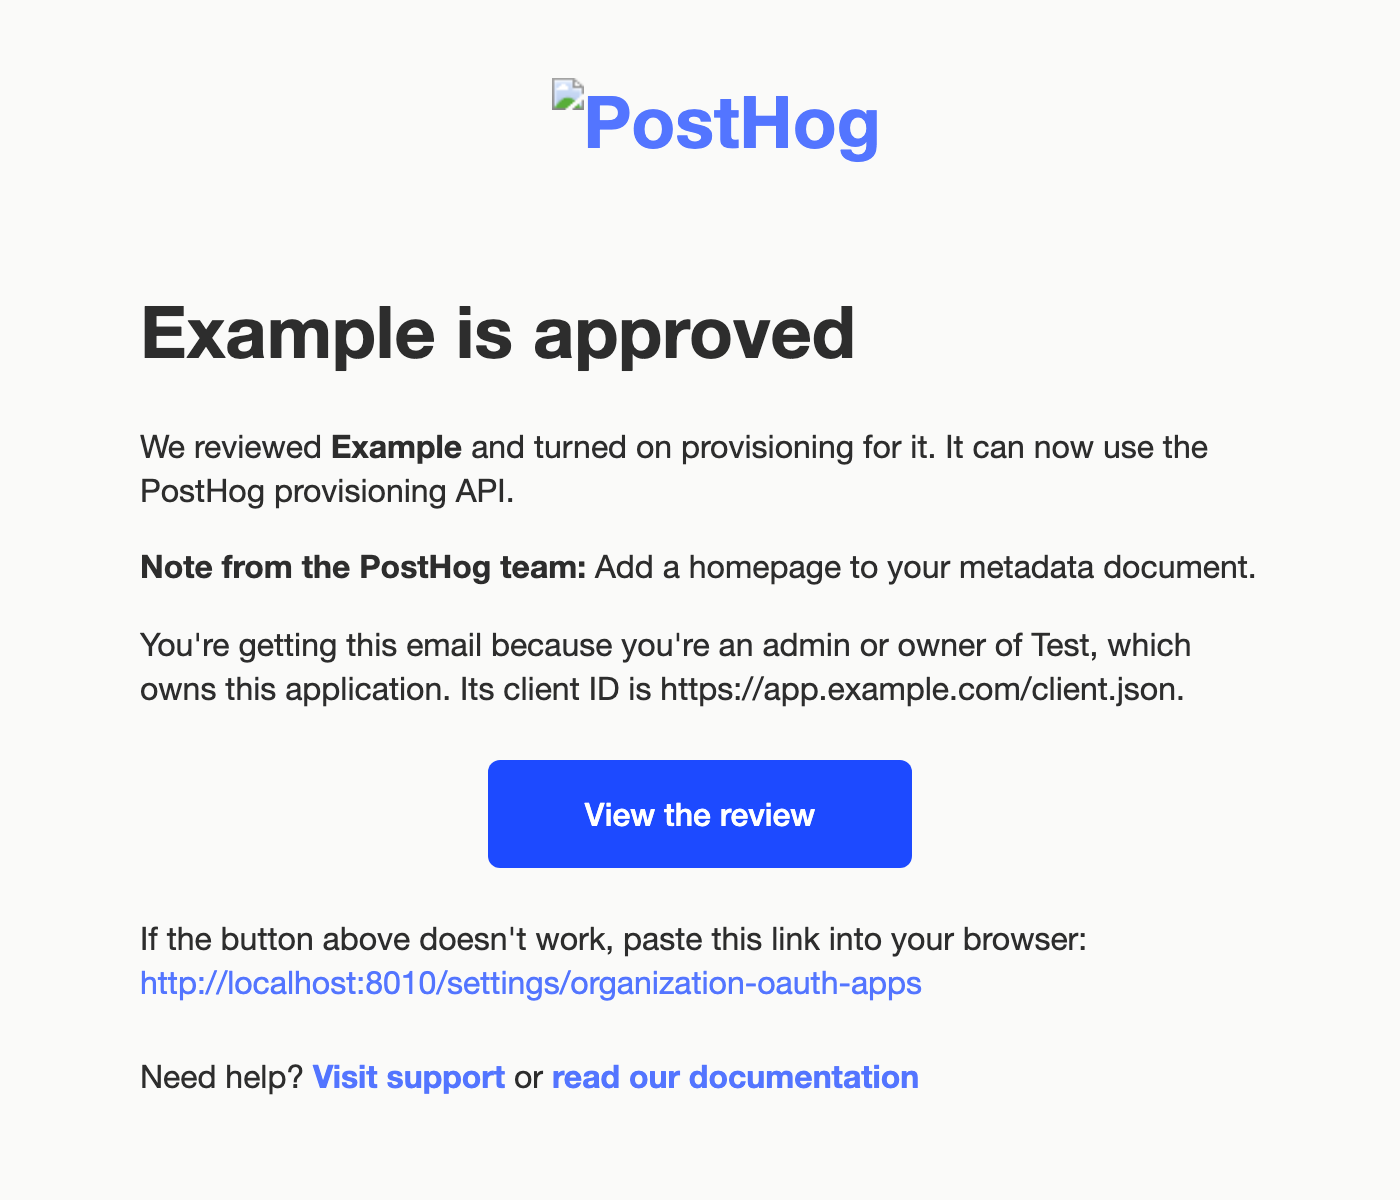 PostHog
Example is approved
We reviewed Example and turned on provisioning for it. It can now use the
PostHog provisioning API.
Note from the PostHog team: Add a homepage to your metadata document.
You're getting this email because you're an admin or owner of Test, which
owns this application. Its client ID is https://app.example.com/client.json.
View the review
If the button above doesn't work, paste this link into your browser:
http://localhost:8010/settings/organization-oauth-apps
Need help? Visit support or read our documentation